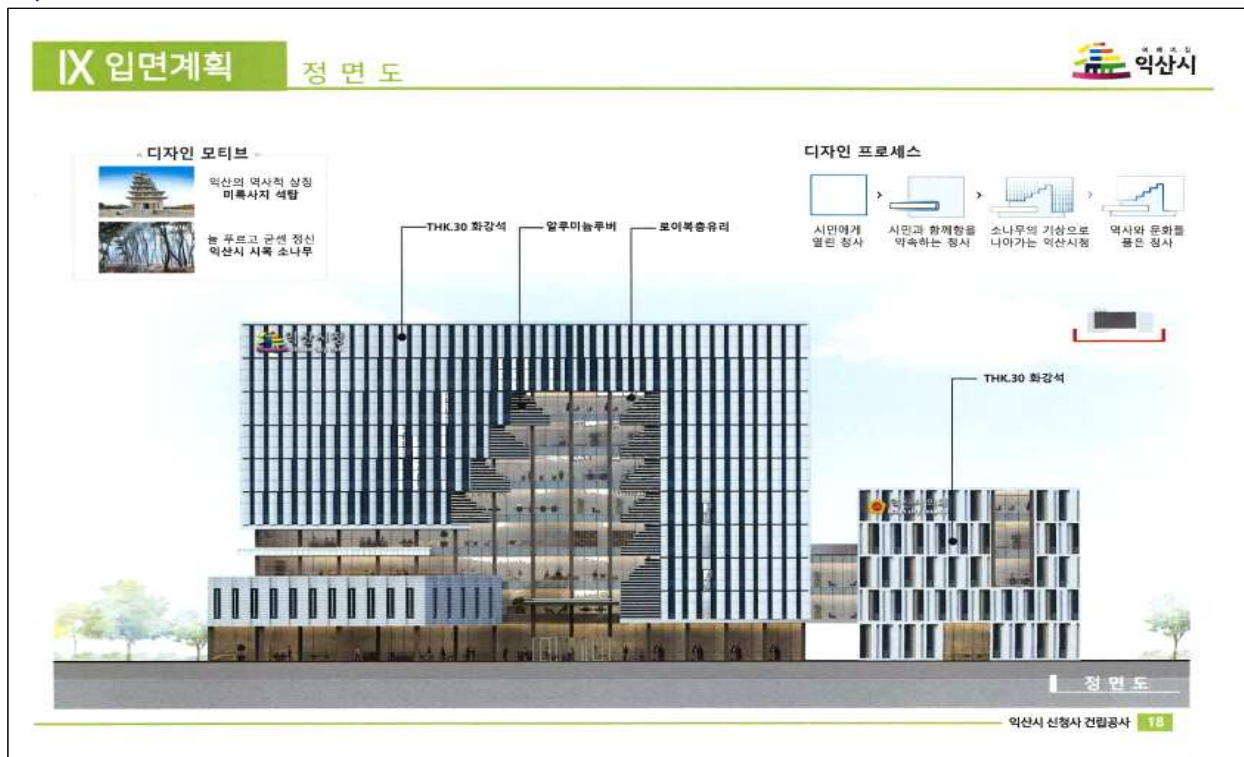 IX 입면계획
정면도
익산시
디자인 모티브
익산의 역사적 상징
미륵사지 석탑
늘 푸르고 굳센 정신
익산시 시목 소나무
디자인 프로세스
시민에게
열린 청사
시민과 함께함을
약속하는 청사
소나무의 기상으로
나아가는 익산시청
역사와 문화를
품은 청사
THK.30 화강석
알루미늄루버
로이복층유리
익산시청
THK.30 화강석
정면도
익산시 신청사 건립공사 18